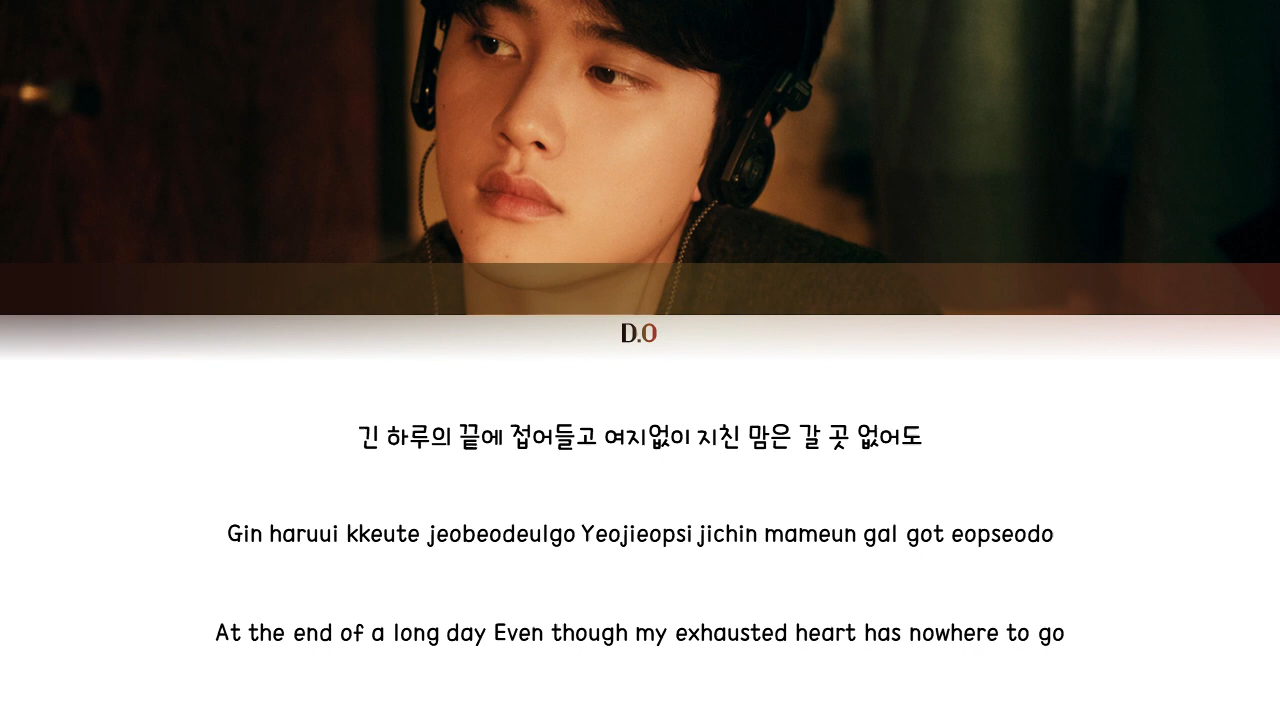 D.O
긴 하루의 끝에 접어들고 여지없이 지친 맘은 갈 곳 없어도
Gin haruui kkeute jeobeodeulgo Yeojieopsi jichin mameun gal got eopseodo
At the end of a long day Even though my exhausted heart has nowhere to go